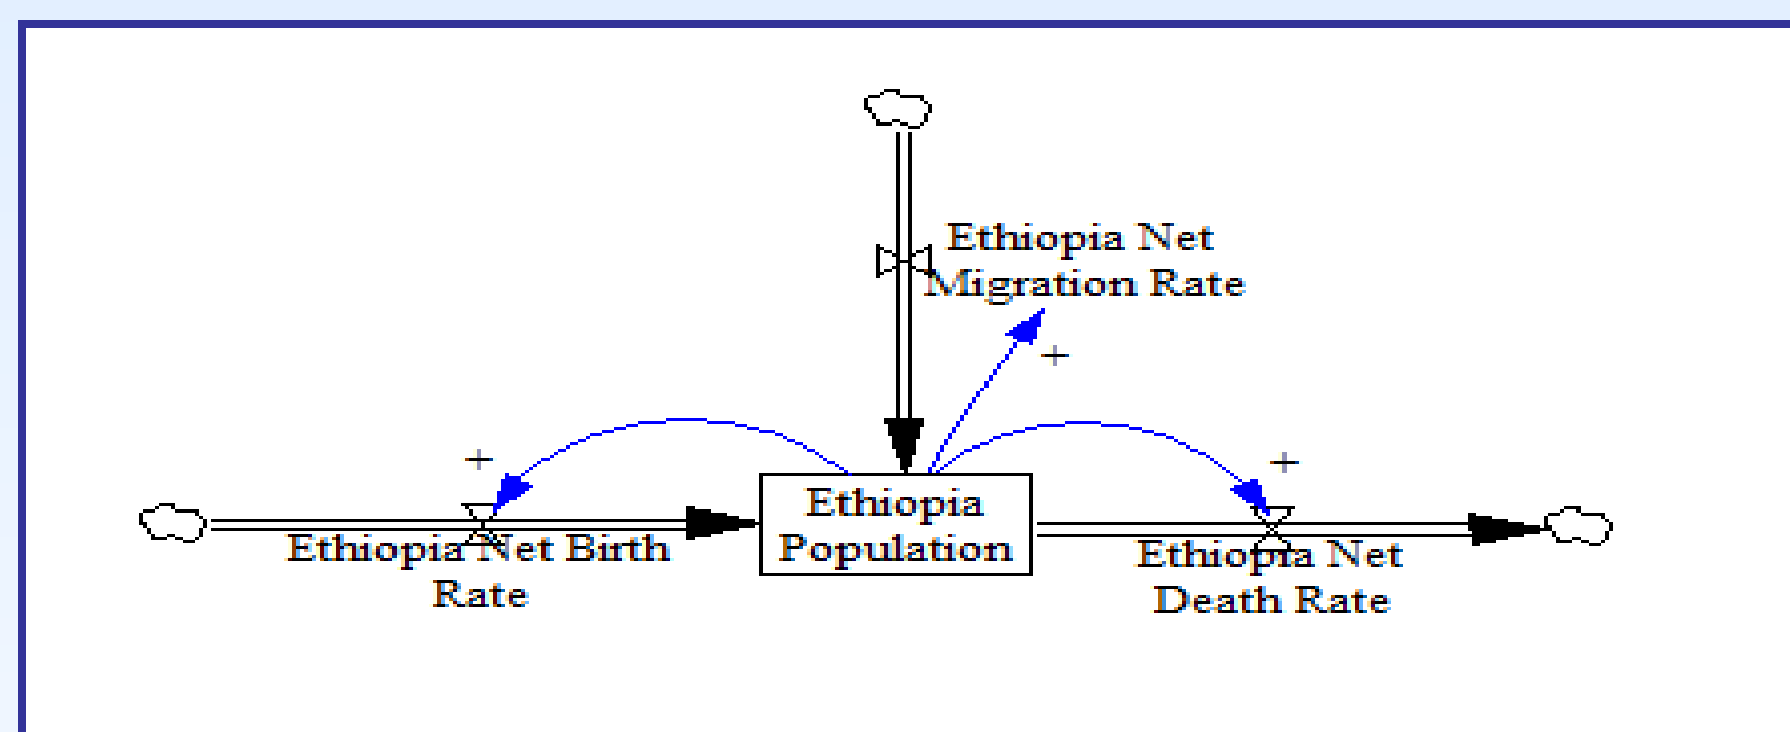 Ethiopia Net
Migration Rate
+
+
+
Ethiopia
Population
Ethiopia Net Birth
Rate
Ethiopia Net
Death Rate